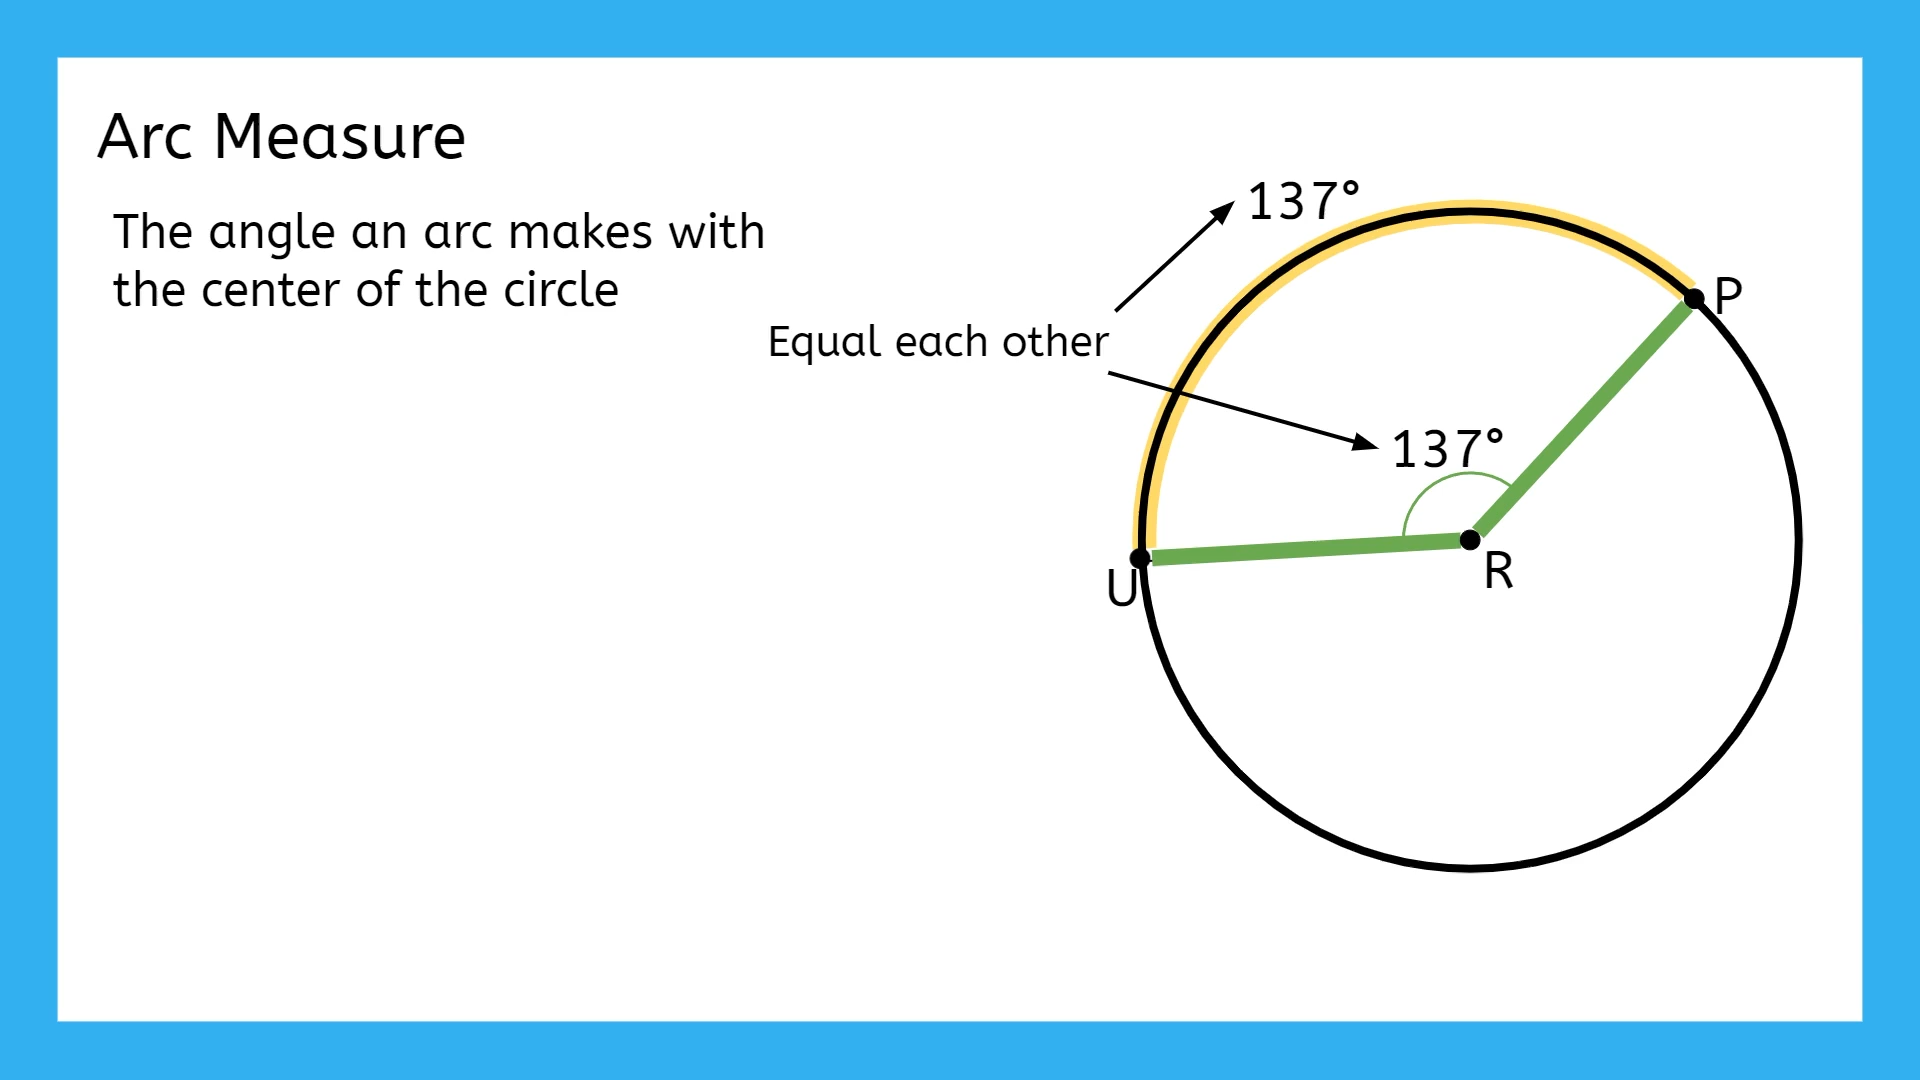 Arc Measure
The angle an arc makes with
the center of the circle
137°
P
Equal each other
137°
R
U